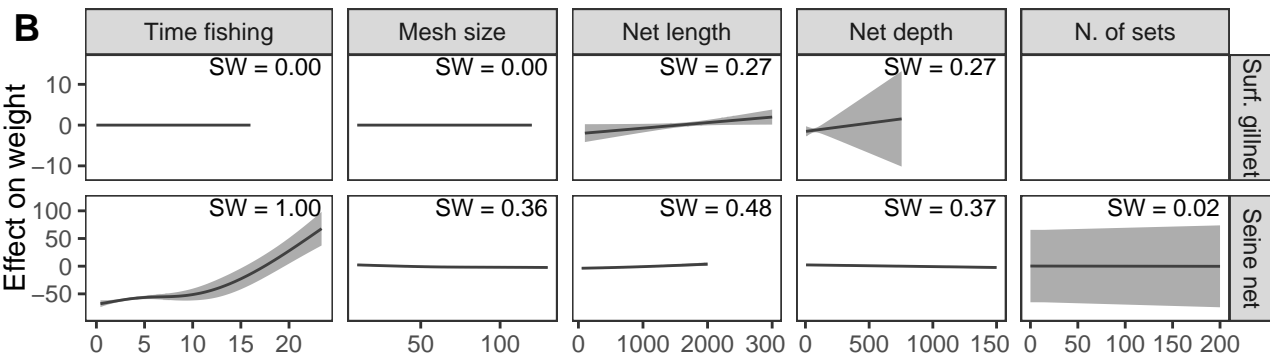 B
Time fishing
Mesh size
Net length
Net depth
N. of sets
Effect on weight
10
0
−10
SW = 0.00
SW = 0.00
SW = 0.27
SW = 0.27
Surf. gillnet
100
50
0
−50
SW = 1.00
SW = 0.36
SW = 0.48
SW = 0.37
SW = 0.02
Seine net
0 5 10 15 20
50 100
0 1000 2000 300
0 500 1000 150
0 50 100 150 200